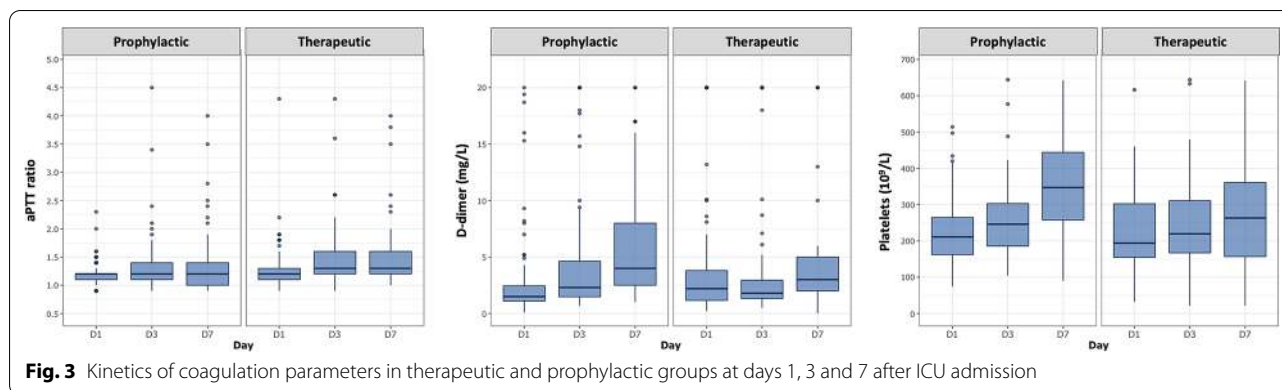 Prophylactic Therapeutic
aPTT ratio
5.0
4.5
4.0
3.5
3.0
2.5
2.0
1.5
1.0
0.5
D1 D3 D7 D1 D3 D7
Day
Prophylactic Therapeutic
D-dimer (mg/L)
20
15
10
5
0
D1 D3 D7 D1 D3 D7
Day
Prophylactic Therapeutic
Platelets (10⁹/L)
700
600
500
400
300
200
100
0
D1 D3 D7 D1 D3 D7
Day
Fig. 3 Kinetics of coagulation parameters in therapeutic and prophylactic groups at days 1, 3 and 7 after ICU admission